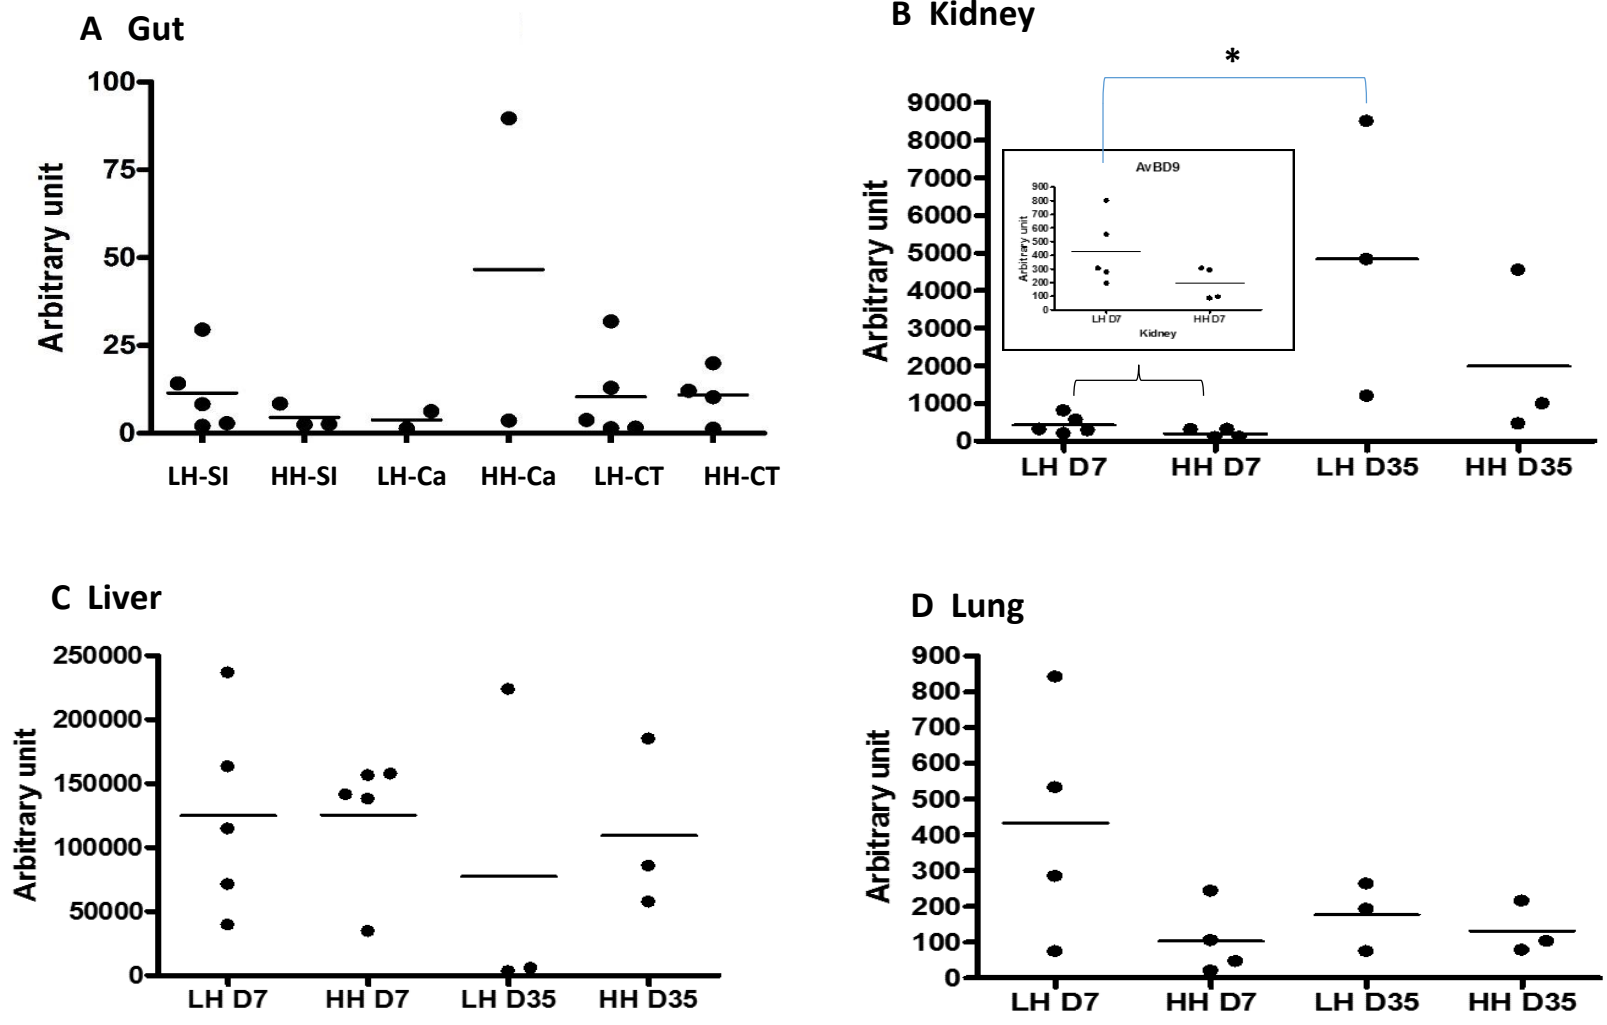 A Gut
100
75
50
25
0
Arbitrary unit
LH-SI HH-SI LH-Ca HH-Ca LH-CT HH-CT
B Kidney
*
9000
8000
7000
6000
5000
4000
3000
2000
1000
0
Arbitrary unit
AvBD9
900
800
700
600
500
400
300
200
100
0
Arbitrary unit
LH D7 HH D7
Kidney
LH D7 HH D7 LH D35 HH D35
C Liver
250000
200000
150000
100000
50000
0
Arbitrary unit
LH D7 HH D7 LH D35 HH D35
D Lung
900
800
700
600
500
400
300
200
100
0
Arbitrary unit
LH D7 HH D7 LH D35 HH D35